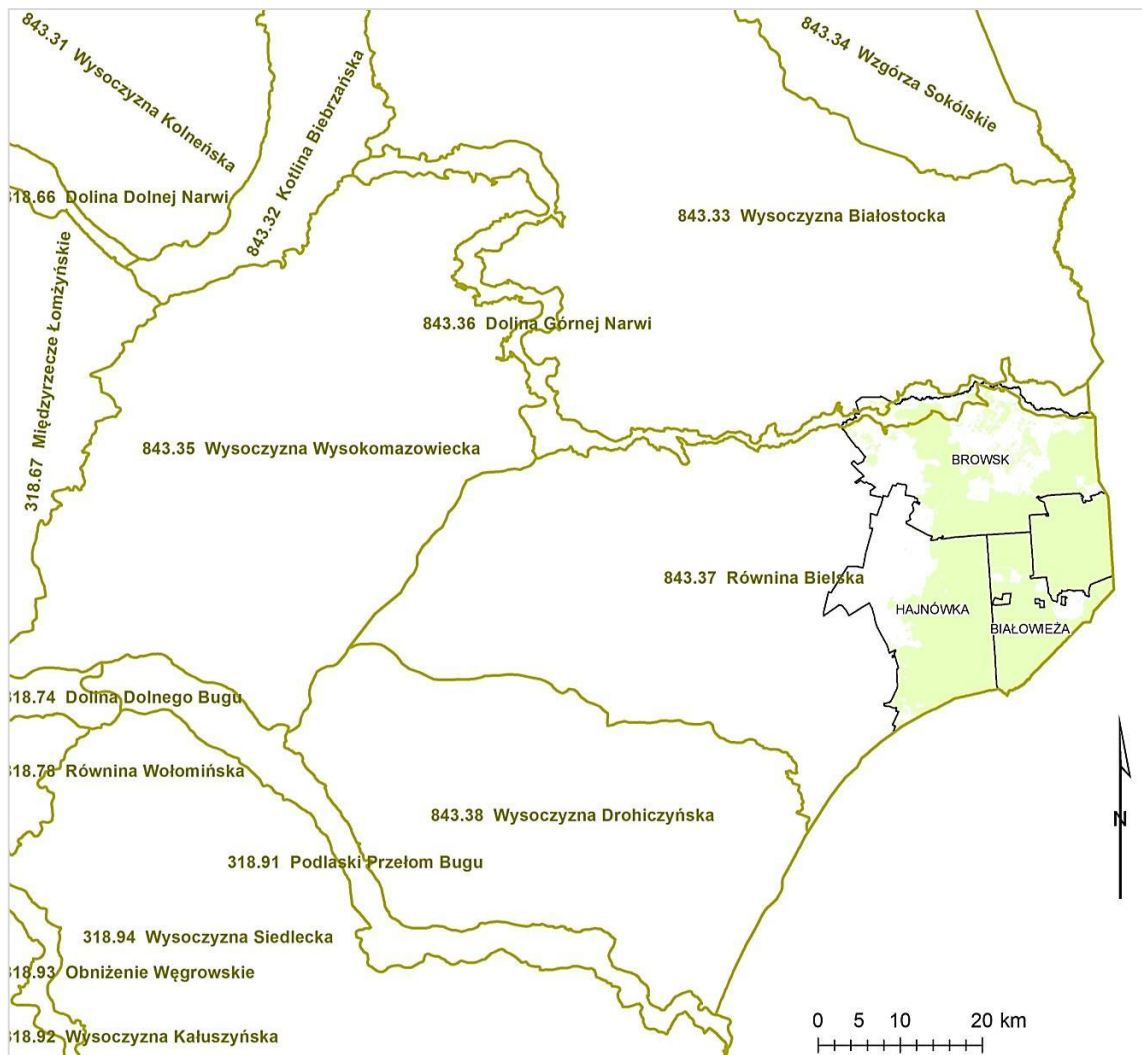 843.31 Wysoczyzna Kolneńska
843.32 Kotlina Biebrzańska
843.34 Wzgórza Sokólskie
318.66 Dolina Dolnej Narwi
843.33 Wysoczyzna Białostocka
318.67 Międzyrzecze Łomżyńskie
843.36 Dolina Górnej Narwi
843.35 Wysoczyzna Wysokomazowiecka
BROWSK
843.37 Równina Bielska
HAJNÓWKA
BIAŁOWIEŻA
318.74 Dolina Dolnego Bugu
318.78 Równina Wołomińska
843.38 Wysoczyzna Drohiczyńska
N
318.91 Podlaski Przełom Bugu
318.94 Wysoczyzna Siedlecka
318.93 Obniżenie Węgrowskie
318.92 Wysoczyzna Kałuszyńska
0 5 10 20 km